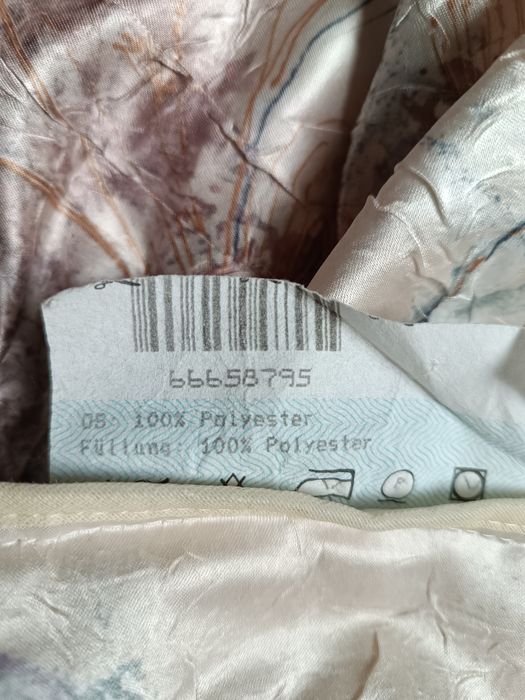 66658795
OS: 100% Polyester
Füllung: 100% Polyester